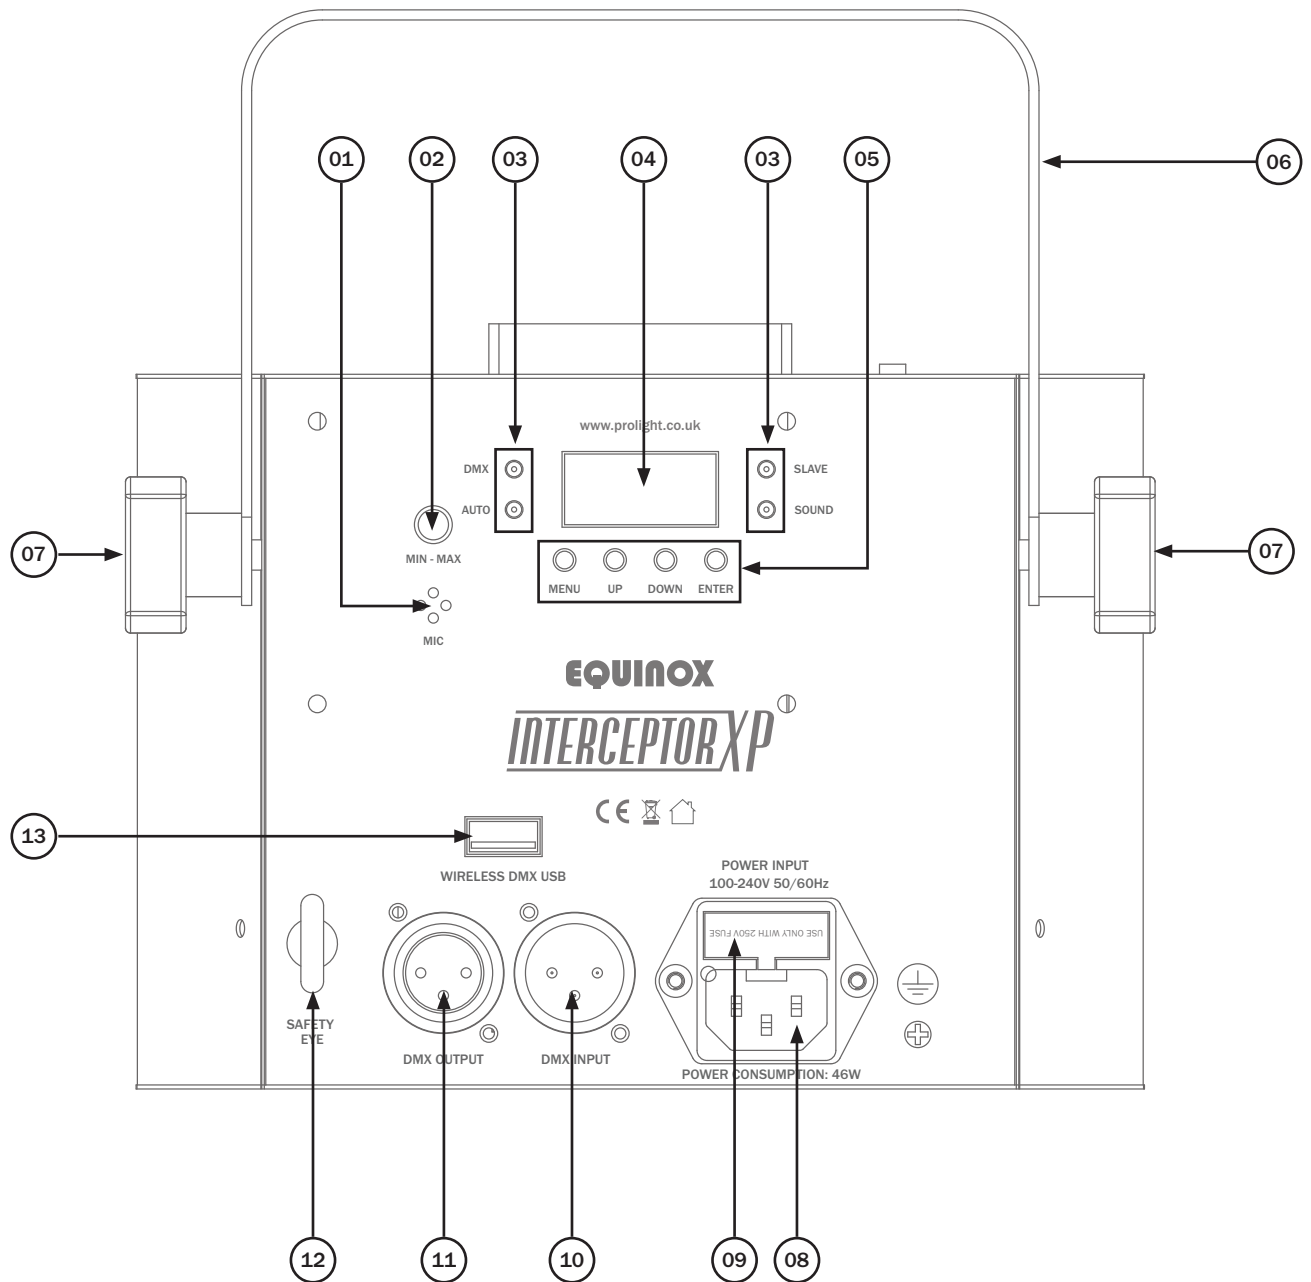 01
02
03
04
03
05
06
www.prolight.co.uk
DMX
SLAVE
AUTO
SOUND
07
07
MIN - MAX
MENU
UP
DOWN
ENTER
MIC
EQUINOX
INTERCEPTOR XP
CE
13
WIRELESS DMX USB
POWER INPUT
100-240V 50/60Hz
USE ONLY WITH 250V FUSE
SAFETY
EYE
DMX OUTPUT
DMX INPUT
POWER CONSUMPTION: 46W
12
11
10
09
08